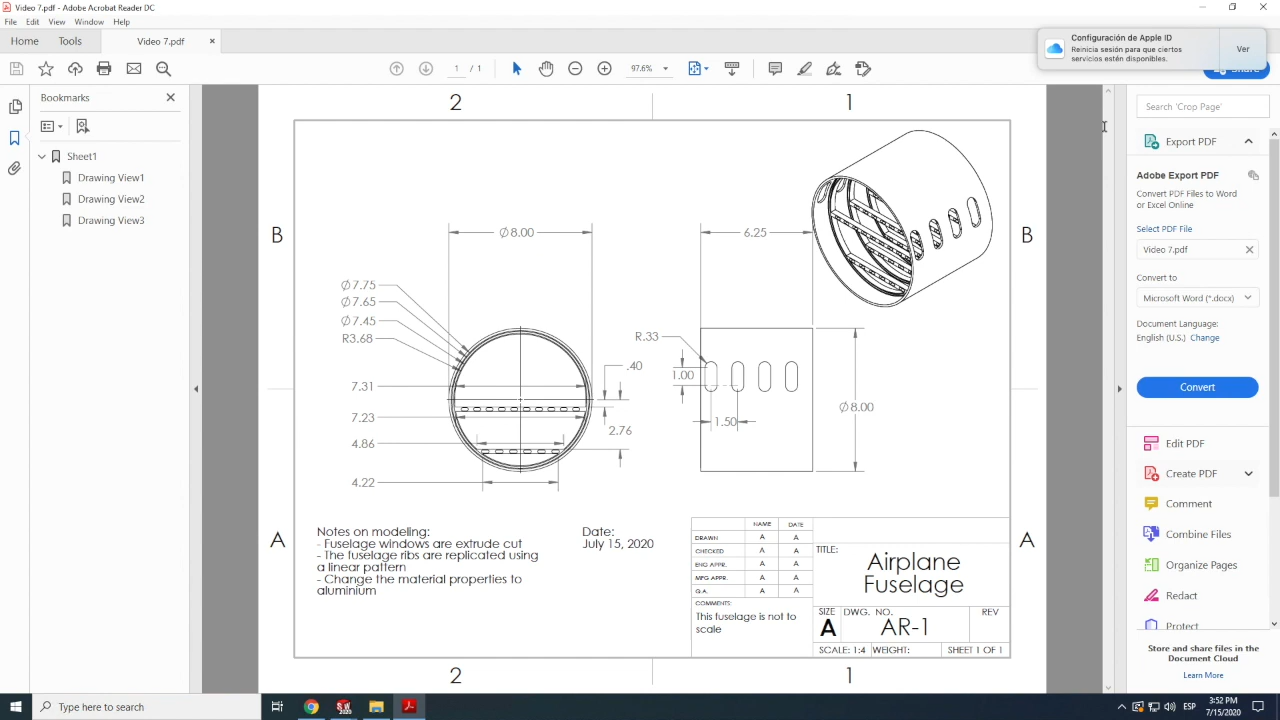 Video 7.pdf - Adobe Acrobat Reader DC
File Edit View Window Help
Home Tools Video 7.pdf ×
Configuración de Apple ID
Reinicia sesión para que ciertos
servicios estén disponibles.
Ver
1 / 1
97.6%
Bookmarks
Sheet1
Drawing View1
Drawing View2
Drawing View3
2 1
B B
Ø8.00
6.25
Ø7.75
Ø7.65
Ø7.45
R3.68
7.31
7.23
4.86
4.22
.40
2.76
R.33
1.00
1.50
Ø8.00
A A
Notes on modeling:
- Fuselage windows are extrude cut
- The fuselage ribs are replicated using
a linear pattern
- Change the material properties to
aluminium
Date:
July 15, 2020
NAME DATE
DRAWN A A
CHECKED A A
ENG APPR. A A
MFG APPR. A A
Q.A. A A
COMMENTS:
This fuselage is not to
scale
TITLE:
Airplane
Fuselage
SIZE DWG. NO. REV
A AR-1
SCALE: 1:4 WEIGHT: SHEET 1 OF 1
2 1
Search 'Crop Page'
Export PDF
Adobe Export PDF
Convert PDF Files to Word
or Excel Online
Select PDF File
Video 7.pdf
Convert to
Microsoft Word (*.docx)
Document Language:
English (U.S.) Change
Convert
Edit PDF
Create PDF
Comment
Combine Files
Organize Pages
Redact
Protect
Store and share files in the
Document Cloud
Learn More
Type here to search
ESP
3:52 PM
7/15/2020